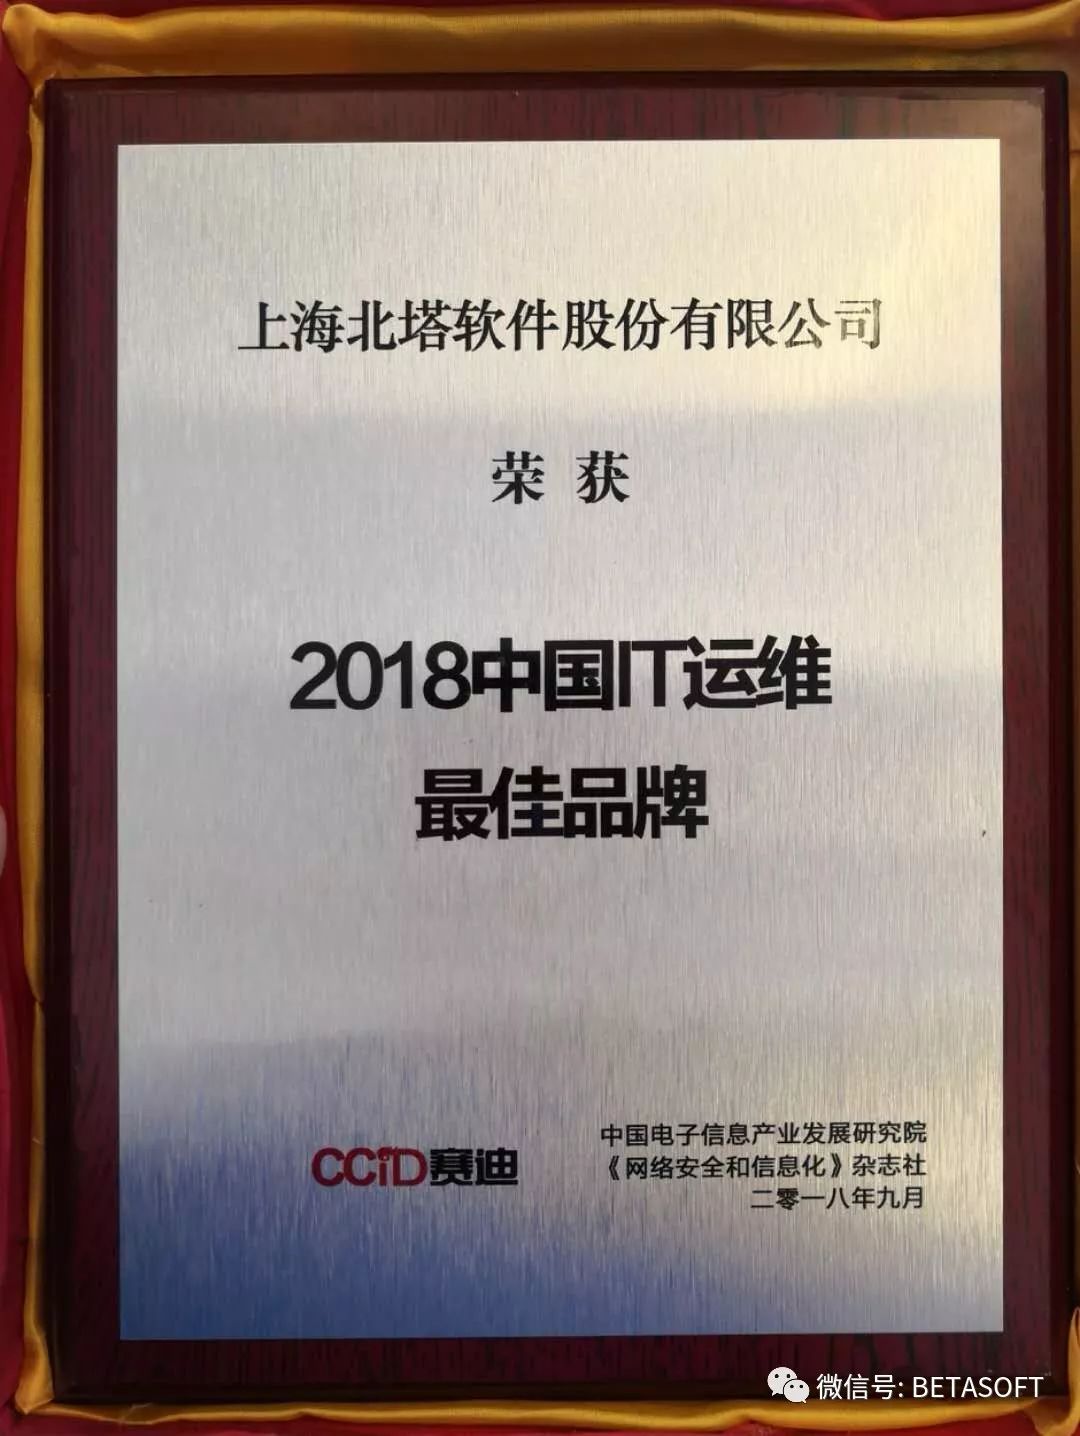 上海北塔软件股份有限公司
荣获
2018中国IT运维
最佳品牌
CCiD赛迪
中国电子信息产业发展研究院
《网络安全和信息化》杂志社
二零一八年九月
微信号: BETASOFT